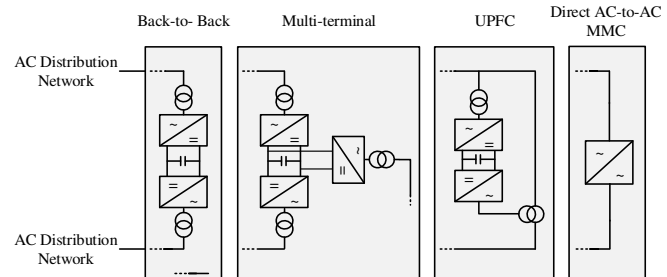 Back-to- Back
Multi-terminal
UPFC
Direct AC-to-AC
MMC
AC Distribution
Network
AC Distribution
Network